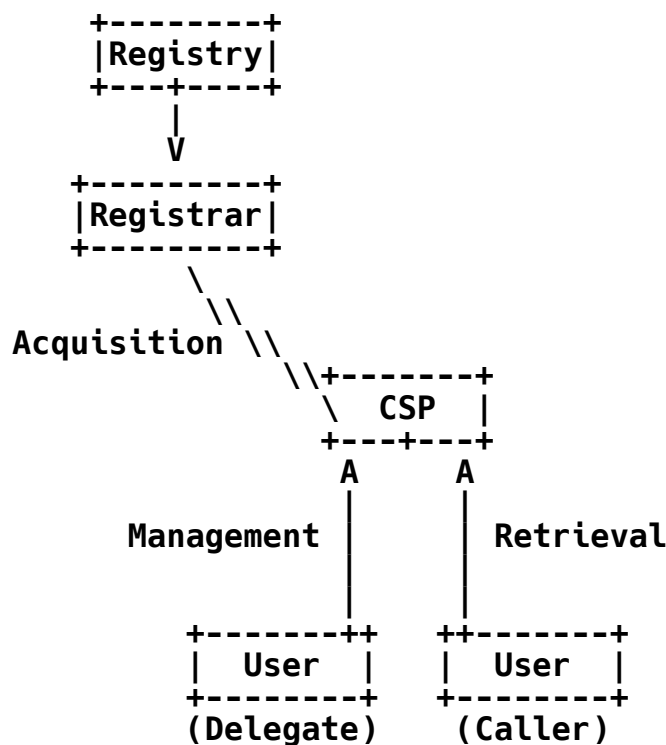 Registry
Registrar
Acquisition
CSP
Management Retrieval
User User
(Delegate) (Caller)